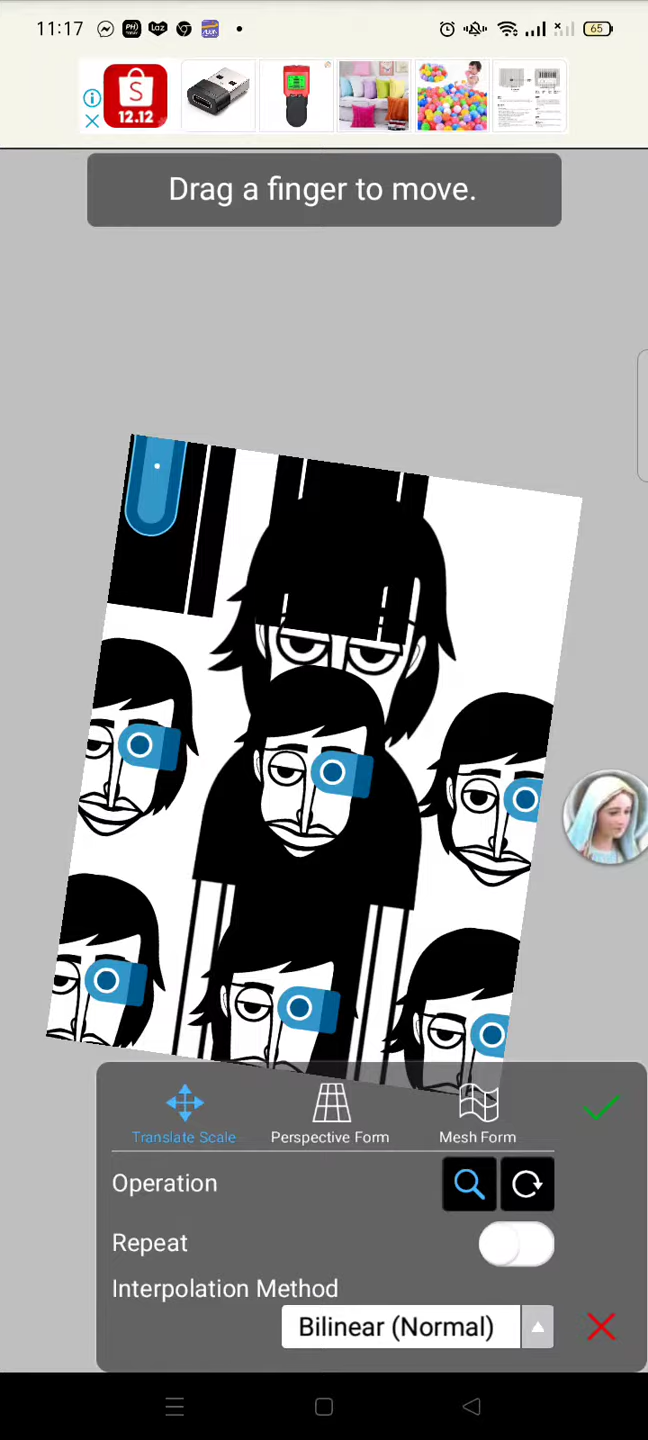 11:17
65
S
12.12
Drag a finger to move.
Translate Scale
Perspective Form
Mesh Form
Operation
Repeat
Interpolation Method
Bilinear (Normal)